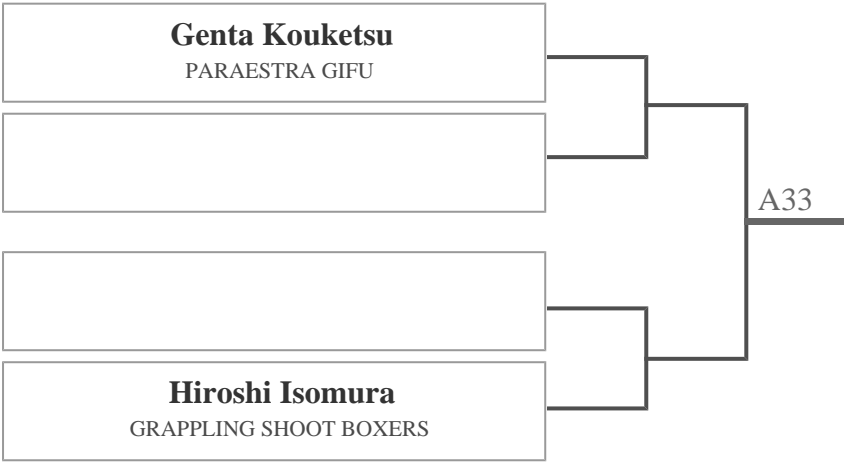 Genta Kouketsu
PARAESTRA GIFU
A33
Hiroshi Isomura
GRAPPLING SHOOT BOXERS